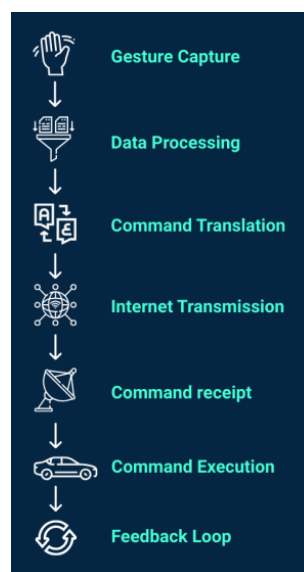 Gesture Capture
Data Processing
A
Command Translation
Internet Transmission
Command receipt
Command Execution
Feedback Loop